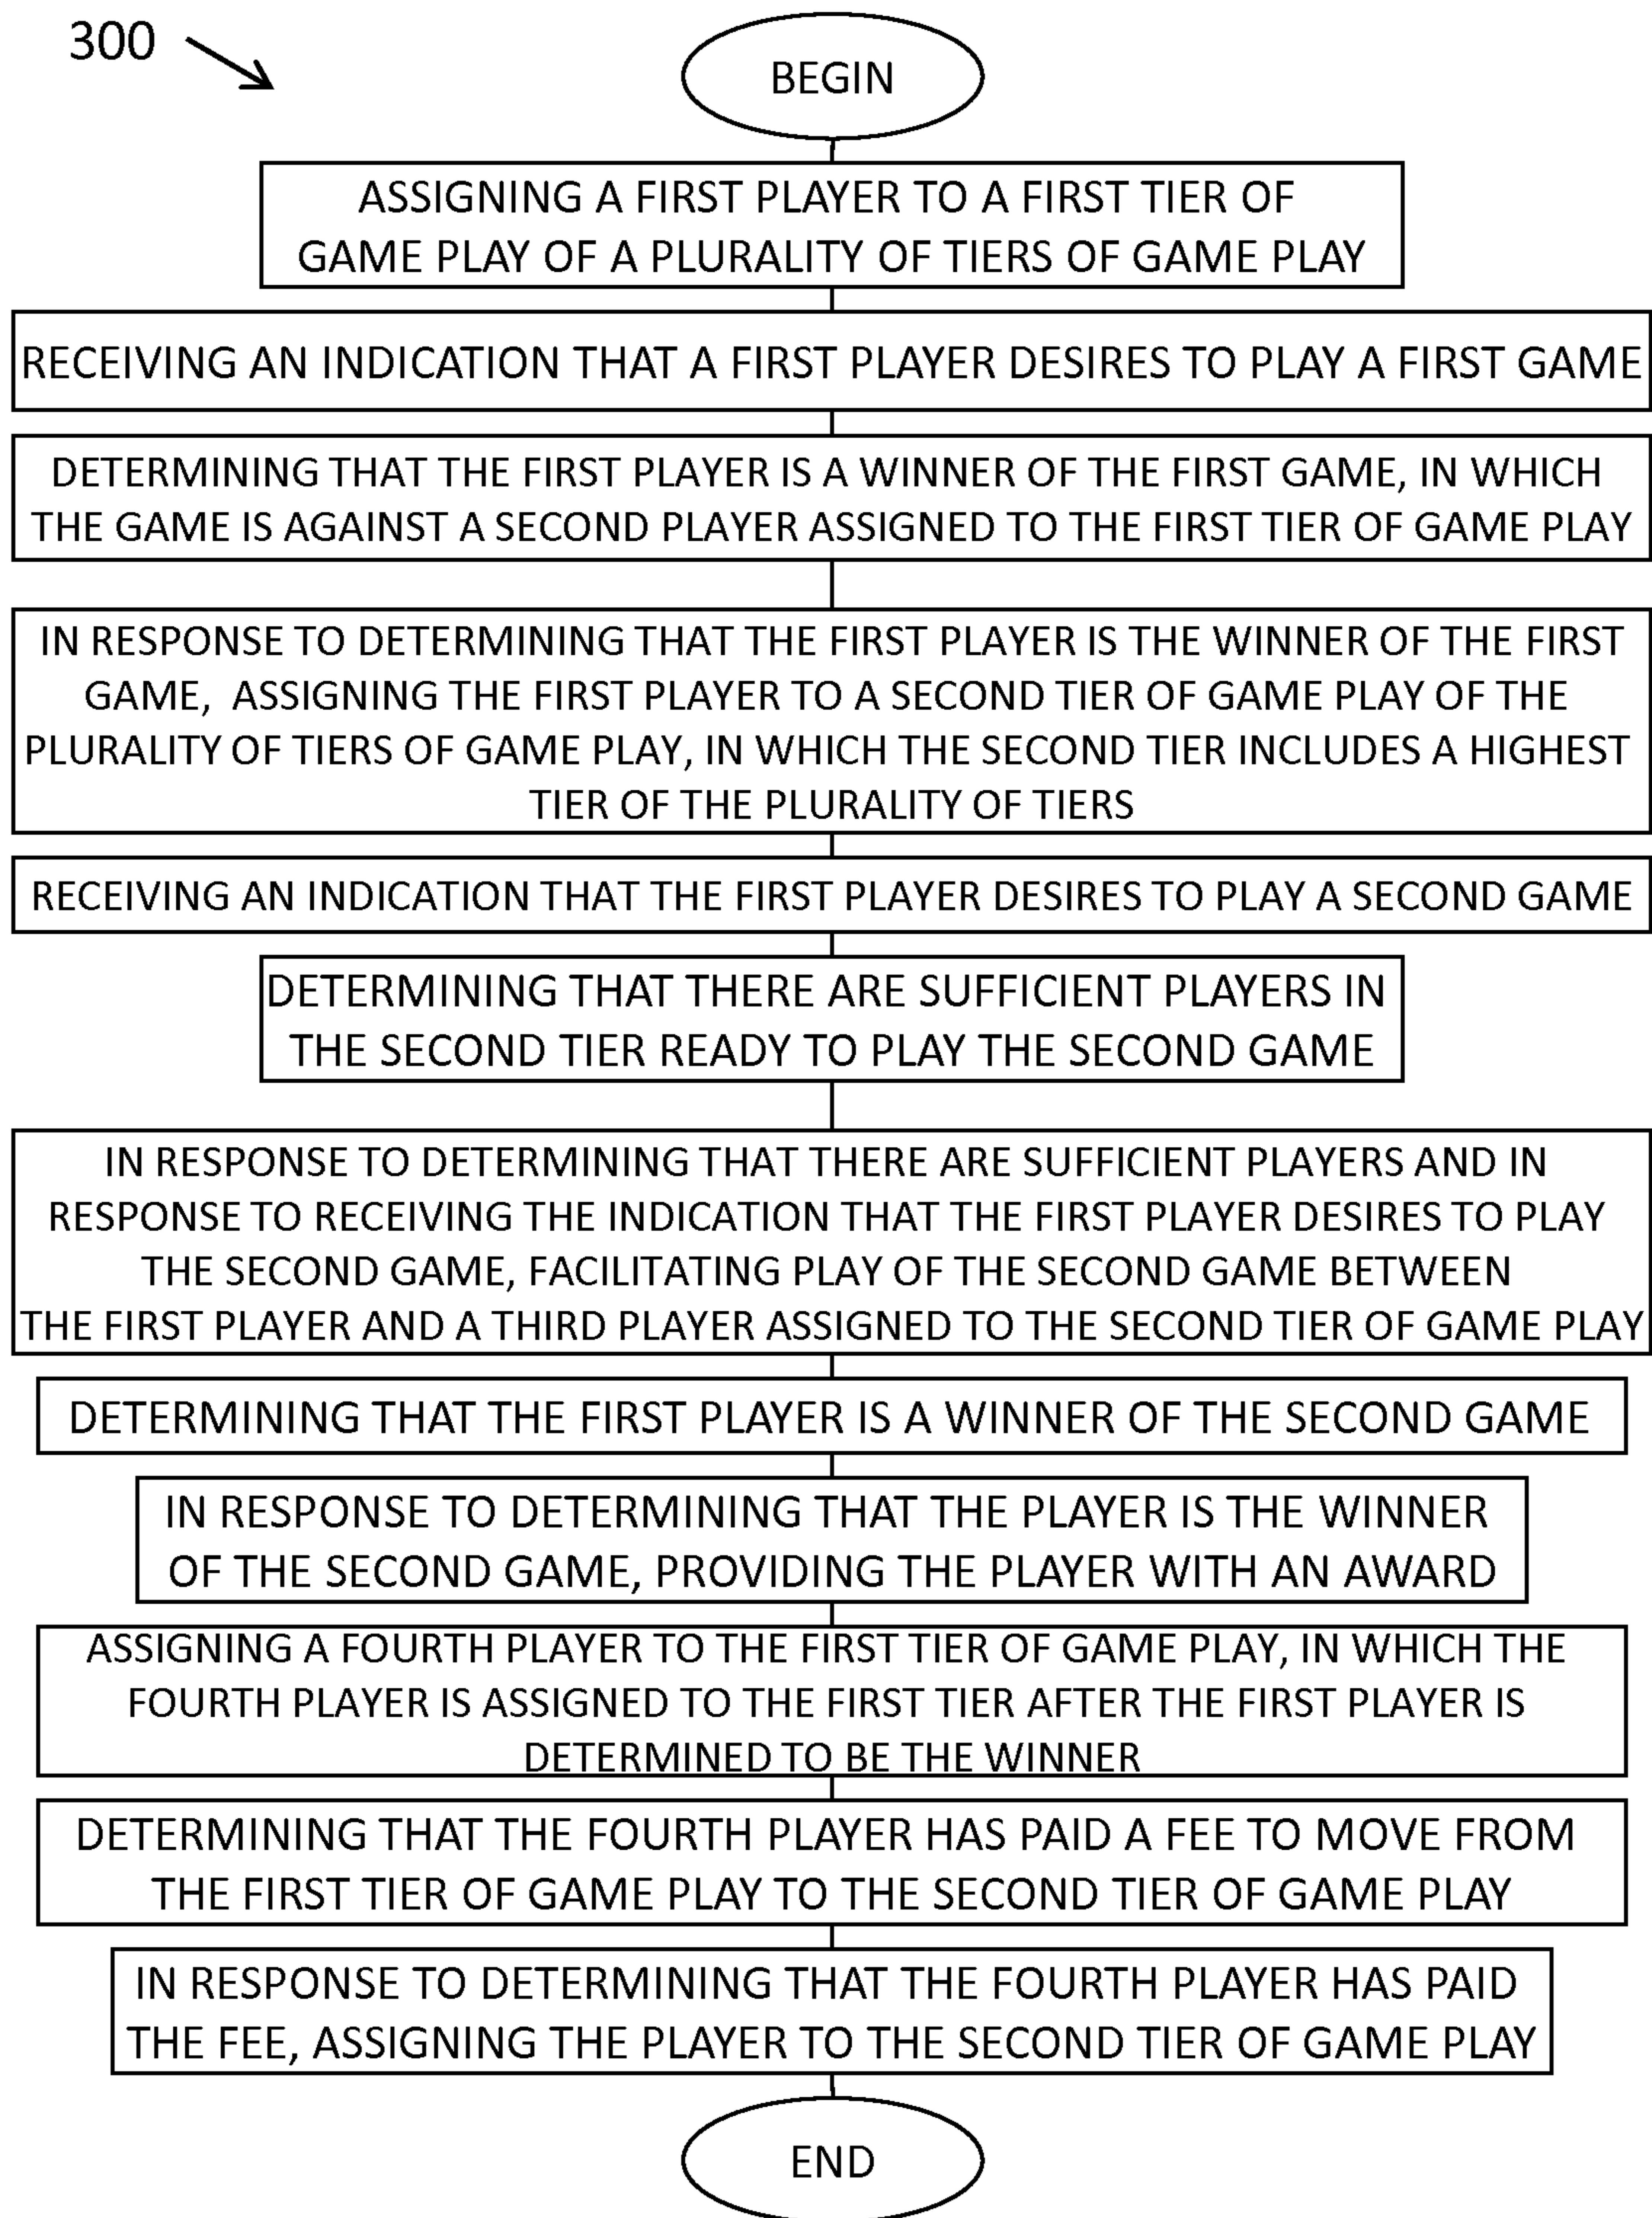 300
BEGIN
ASSIGNING A FIRST PLAYER TO A FIRST TIER OF
GAME PLAY OF A PLURALITY OF TIERS OF GAME PLAY
RECEIVING AN INDICATION THAT A FIRST PLAYER DESIRES TO PLAY A FIRST GAME
DETERMINING THAT THE FIRST PLAYER IS A WINNER OF THE FIRST GAME, IN WHICH
THE GAME IS AGAINST A SECOND PLAYER ASSIGNED TO THE FIRST TIER OF GAME PLAY
IN RESPONSE TO DETERMINING THAT THE FIRST PLAYER IS THE WINNER OF THE FIRST
GAME, ASSIGNING THE FIRST PLAYER TO A SECOND TIER OF GAME PLAY OF THE
PLURALITY OF TIERS OF GAME PLAY, IN WHICH THE SECOND TIER INCLUDES A HIGHEST
TIER OF THE PLURALITY OF TIERS
RECEIVING AN INDICATION THAT THE FIRST PLAYER DESIRES TO PLAY A SECOND GAME
DETERMINING THAT THERE ARE SUFFICIENT PLAYERS IN
THE SECOND TIER READY TO PLAY THE SECOND GAME
IN RESPONSE TO DETERMINING THAT THERE ARE SUFFICIENT PLAYERS AND IN
RESPONSE TO RECEIVING THE INDICATION THAT THE FIRST PLAYER DESIRES TO PLAY
THE SECOND GAME, FACILITATING PLAY OF THE SECOND GAME BETWEEN
THE FIRST PLAYER AND A THIRD PLAYER ASSIGNED TO THE SECOND TIER OF GAME PLAY
DETERMINING THAT THE FIRST PLAYER IS A WINNER OF THE SECOND GAME
IN RESPONSE TO DETERMINING THAT THE PLAYER IS THE WINNER
OF THE SECOND GAME, PROVIDING THE PLAYER WITH AN AWARD
ASSIGNING A FOURTH PLAYER TO THE FIRST TIER OF GAME PLAY, IN WHICH THE
FOURTH PLAYER IS ASSIGNED TO THE FIRST TIER AFTER THE FIRST PLAYER IS
DETERMINED TO BE THE WINNER
DETERMINING THAT THE FOURTH PLAYER HAS PAID A FEE TO MOVE FROM
THE FIRST TIER OF GAME PLAY TO THE SECOND TIER OF GAME PLAY
IN RESPONSE TO DETERMINING THAT THE FOURTH PLAYER HAS PAID
THE FEE, ASSIGNING THE PLAYER TO THE SECOND TIER OF GAME PLAY
END